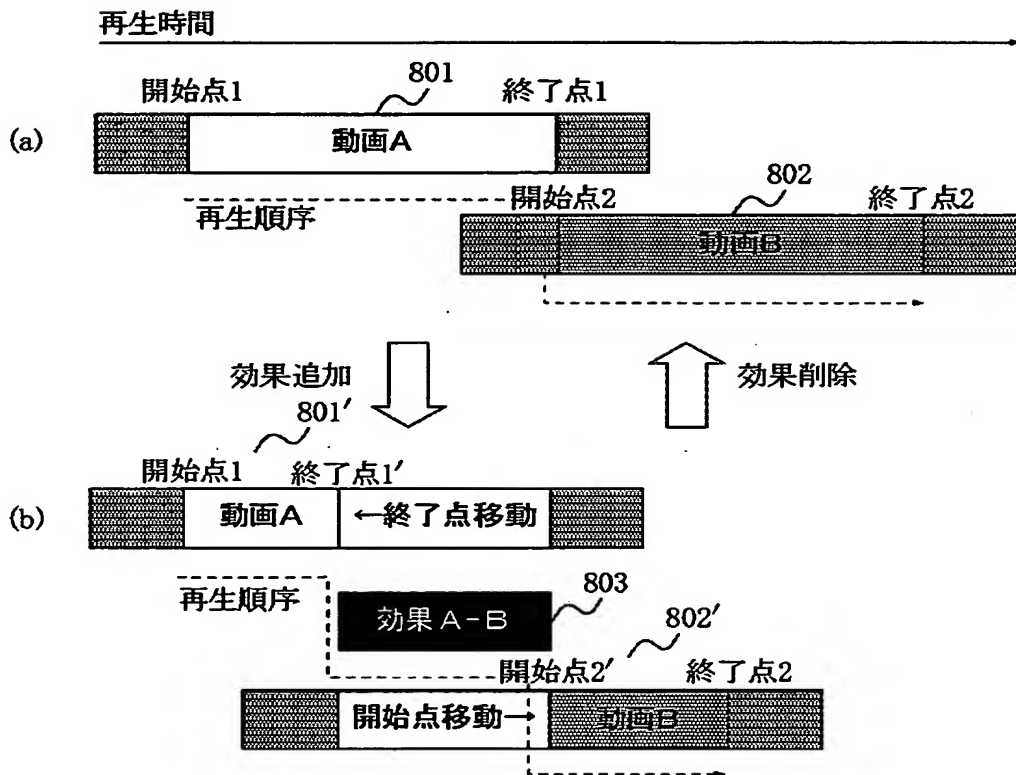 再生時間
801
開始点1
終了点1
(a)
動画A
802
再生順序
開始点2
終了点2
動画B
効果追加
効果削除
801′
開始点1
終了点1′
(b)
動画A
←終了点移動
再生順序
803
効果A-B
802′
開始点2′
終了点2
開始点移動→
動画B